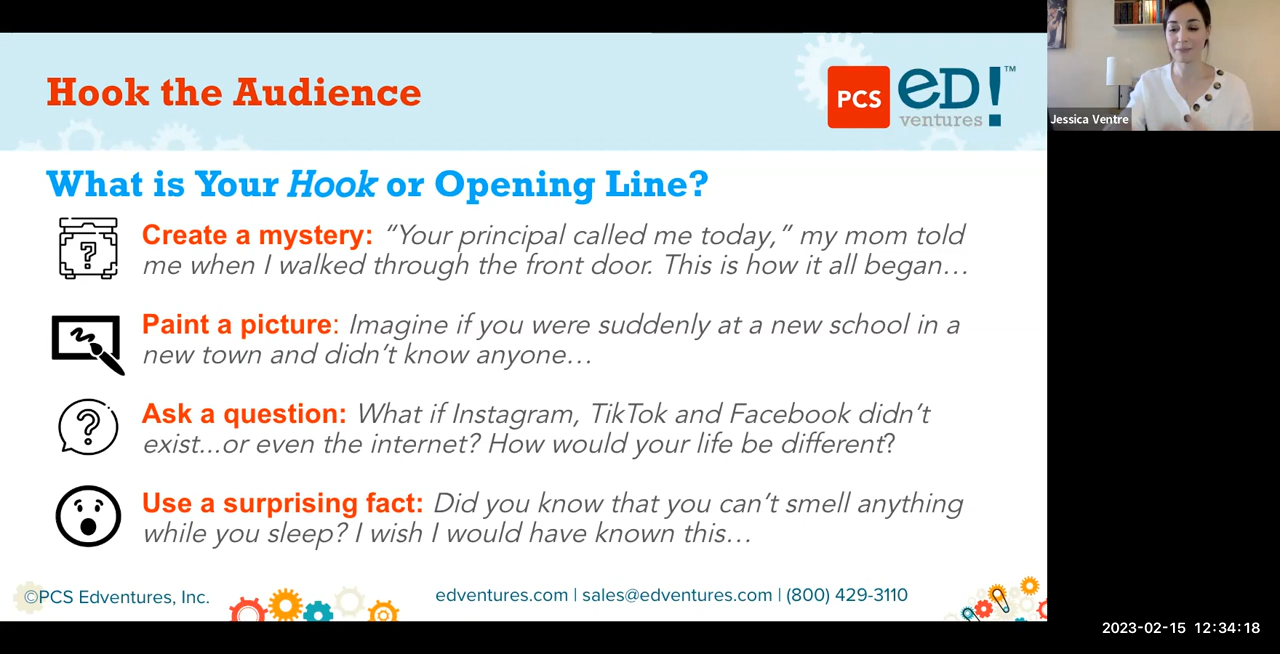 Hook the Audience
PCS
eD!™
ventures
Jessica Ventre
What is Your Hook or Opening Line?
Create a mystery: “Your principal called me today,” my mom told
me when I walked through the front door. This is how it all began…
Paint a picture: Imagine if you were suddenly at a new school in a
new town and didn’t know anyone…
Ask a question: What if Instagram, TikTok and Facebook didn’t
exist...or even the internet? How would your life be different?
Use a surprising fact: Did you know that you can’t smell anything
while you sleep? I wish I would have known this…
©PCS Edventures, Inc.
edventures.com | sales@edventures.com | (800) 429-3110
2023-02-15 12:34:18